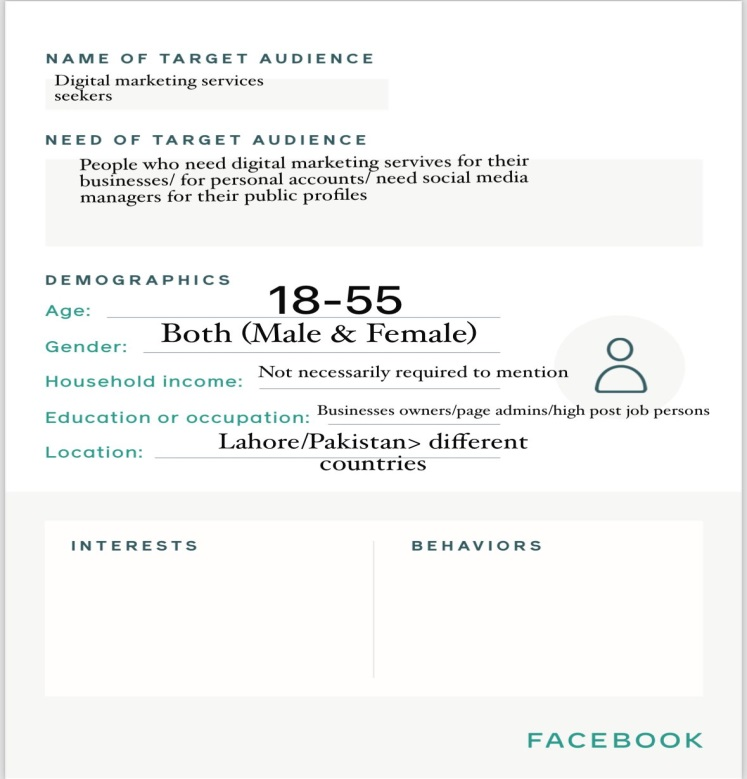 NAME OF TARGET AUDIENCE
Digital marketing services
seekers
NEED OF TARGET AUDIENCE
People who need digital marketing servives for their
businesses/ for personal accounts/ need social media
managers for their public profiles
DEMOGRAPHICS
Age: 18-55
Gender: Both (Male & Female)
Household income: Not necessarily required to mention
Education or occupation: Businesses owners/page admins/high post job persons
Location: Lahore/Pakistan> different
countries
INTERESTS
BEHAVIORS
FACEBOOK